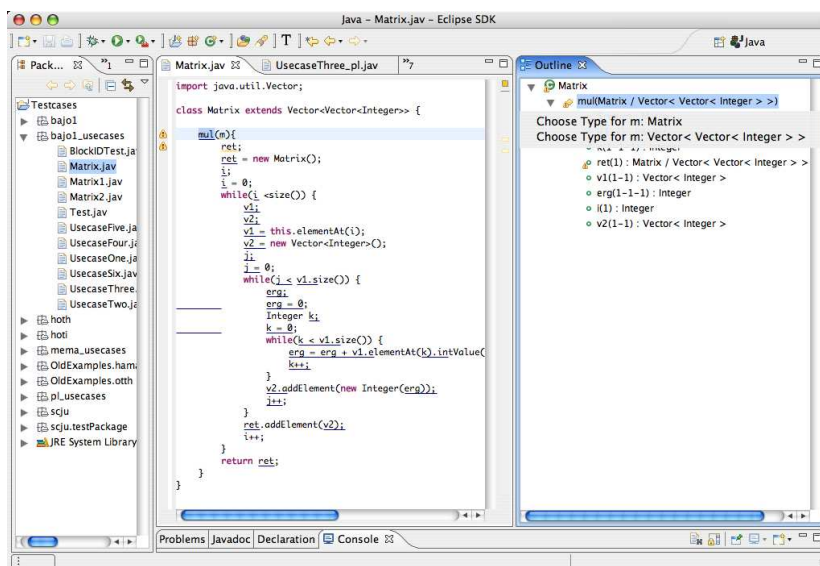 Java - Matrix.jav - Eclipse SDK
Java
Pack...
"1
Testcases
bajo1
bajo1_usecases
BlockIDTest.ja
Matrix.jav
Matrix1.jav
Matrix2.jav
Test.jav
UsecaseFive.ja
UsecaseFour.ja
UsecaseOne.ja
UsecaseSix.jav
UsecaseThree.
UsecaseTwo.ja
hoth
hoti
mema_usecases
OldExamples.hama
OldExamples.otth
pl_usecases
scju
scju.testPackage
JRE System Library
Matrix.jav
UsecaseThree_pl.jav
"7
import java.util.Vector;
class Matrix extends Vector<Vector<Integer>> {
mul(m){
ret;
ret = new Matrix();
i;
i = 0;
while(i <size()) {
v1;
v2;
v1 = this.elementAt(i);
v2 = new Vector<Integer>();
j;
j = 0;
while(j < v1.size()) {
erg;
erg = 0;
Integer k;
k = 0;
while(k < v1.size()) {
erg = erg + v1.elementAt(k).intValue(
k++;
}
v2.addElement(new Integer(erg));
j++;
}
ret.addElement(v2);
i++;
}
return ret;
}
}
Outline
Matrix
mul(Matrix / Vector< Vector< Integer > >)
Choose Type for m: Matrix
Choose Type for m: Vector< Vector< Integer > >
ret(1) : Matrix / Vector< Vector< Integer > >
v1(1-1) : Vector< Integer >
erg(1-1-1) : Integer
i(1) : Integer
v2(1-1) : Vector< Integer >
Problems Javadoc Declaration Console